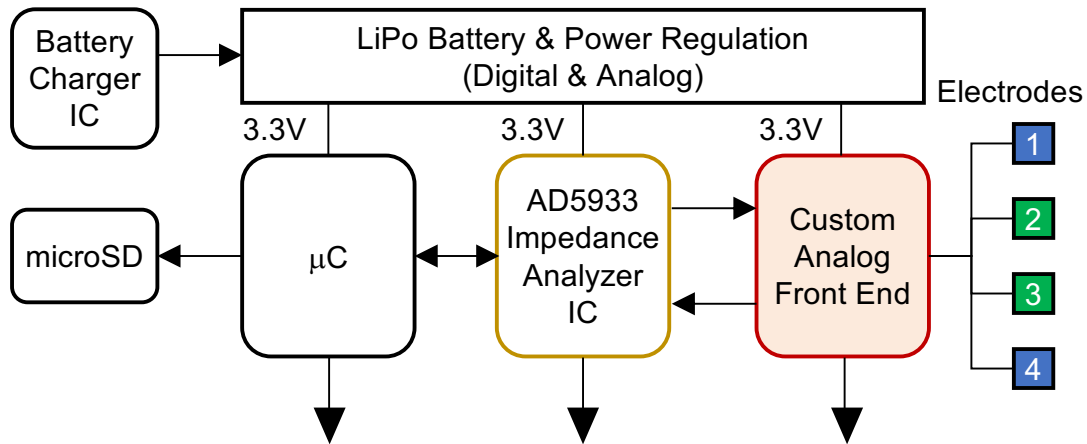 Battery
Charger
IC
LiPo Battery & Power Regulation
(Digital & Analog)
Electrodes
3.3V
3.3V
3.3V
microSD
μC
AD5933
Impedance
Analyzer
IC
Custom
Analog
Front End
1
2
3
4